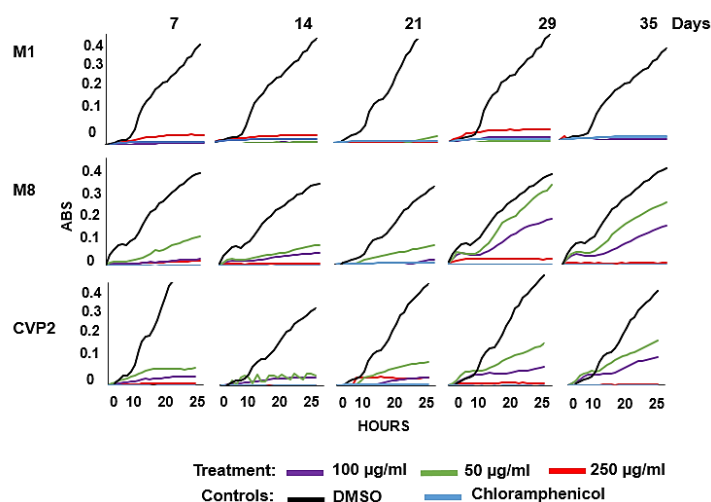 7 14 21 29 35 Days
M1
0.4
0.3
0.1
0
M8
0.4
0.3
0.2
0.1
0
ABS
CVP2
0.4
0.3
0.2
0.1
0
0 10 20 25 0 10 20 25 0 10 20 25 0 10 20 25 0 10 20 25
HOURS
Treatment: 100 µg/ml 50 µg/ml 250 µg/ml
Controls: DMSO Chloramphenicol